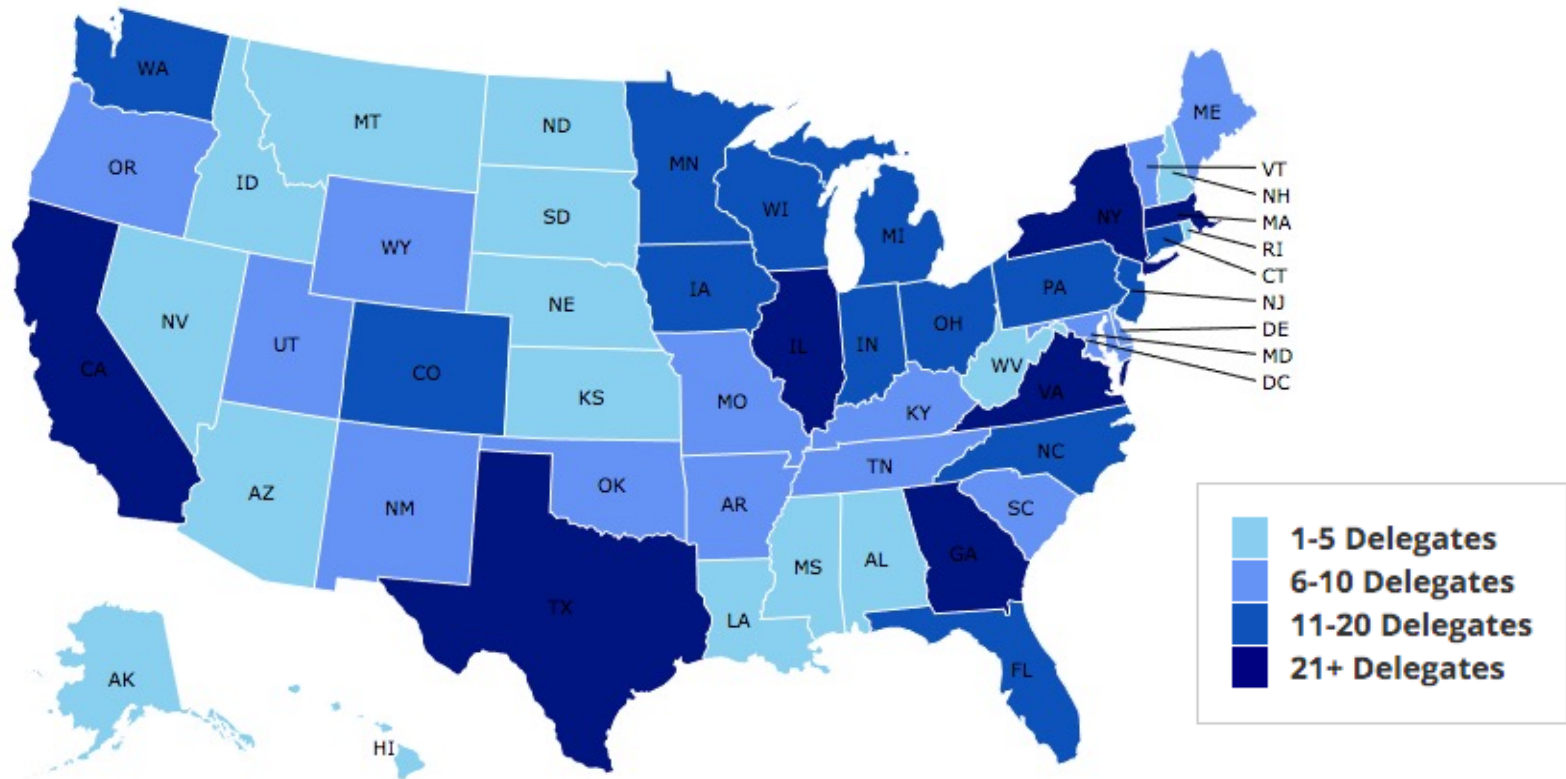 WA
MT
ND
MN
ME
OR
ID
SD
WI
MI
NY
VT
NH
MA
RI
CT
NJ
DE
MD
DC
WY
NE
IA
PA
NV
UT
CO
KS
MO
IL
IN
OH
WV
VA
KY
CA
AZ
NM
OK
AR
TN
NC
SC
MS
AL
GA
TX
LA
FL
AK
HI
1-5 Delegates
6-10 Delegates
11-20 Delegates
21+ Delegates